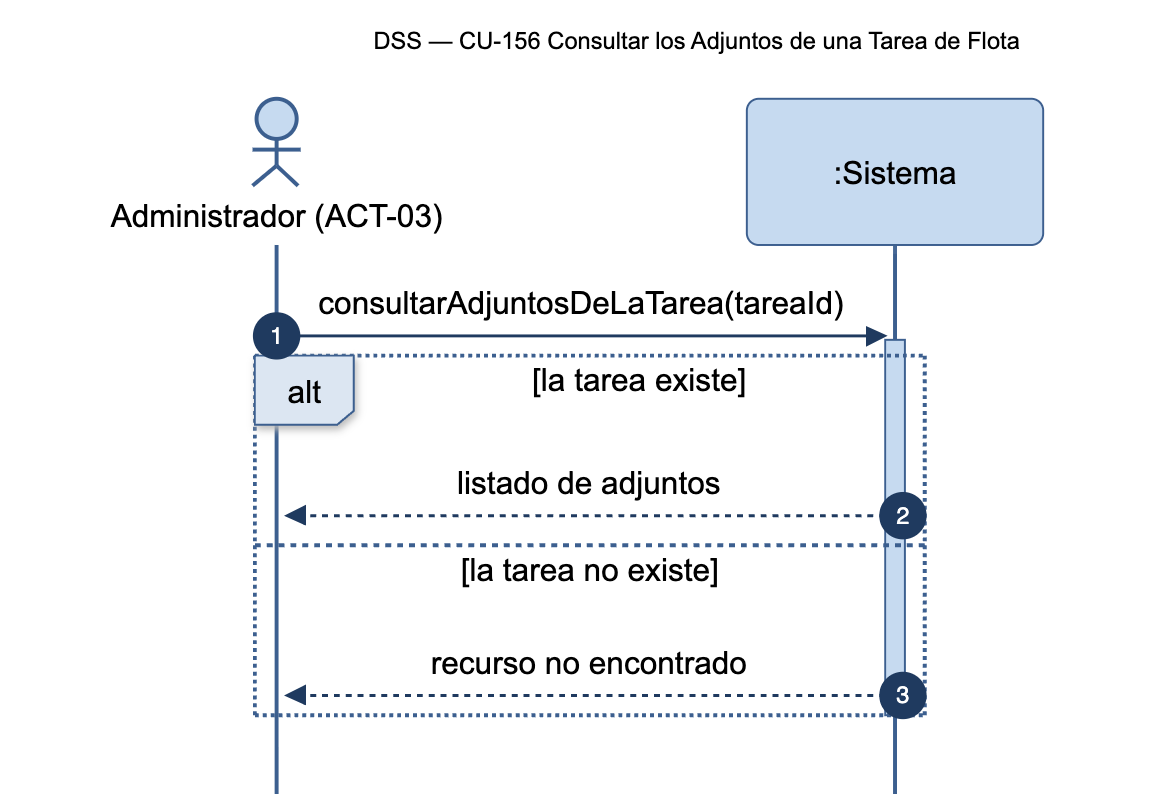 DSS — CU-156 Consultar los Adjuntos de una Tarea de Flota
:Sistema
Administrador (ACT-03)
consultarAdjuntosDeLaTarea(tareaId)
1
alt
[la tarea existe]
listado de adjuntos
2
[la tarea no existe]
recurso no encontrado
3